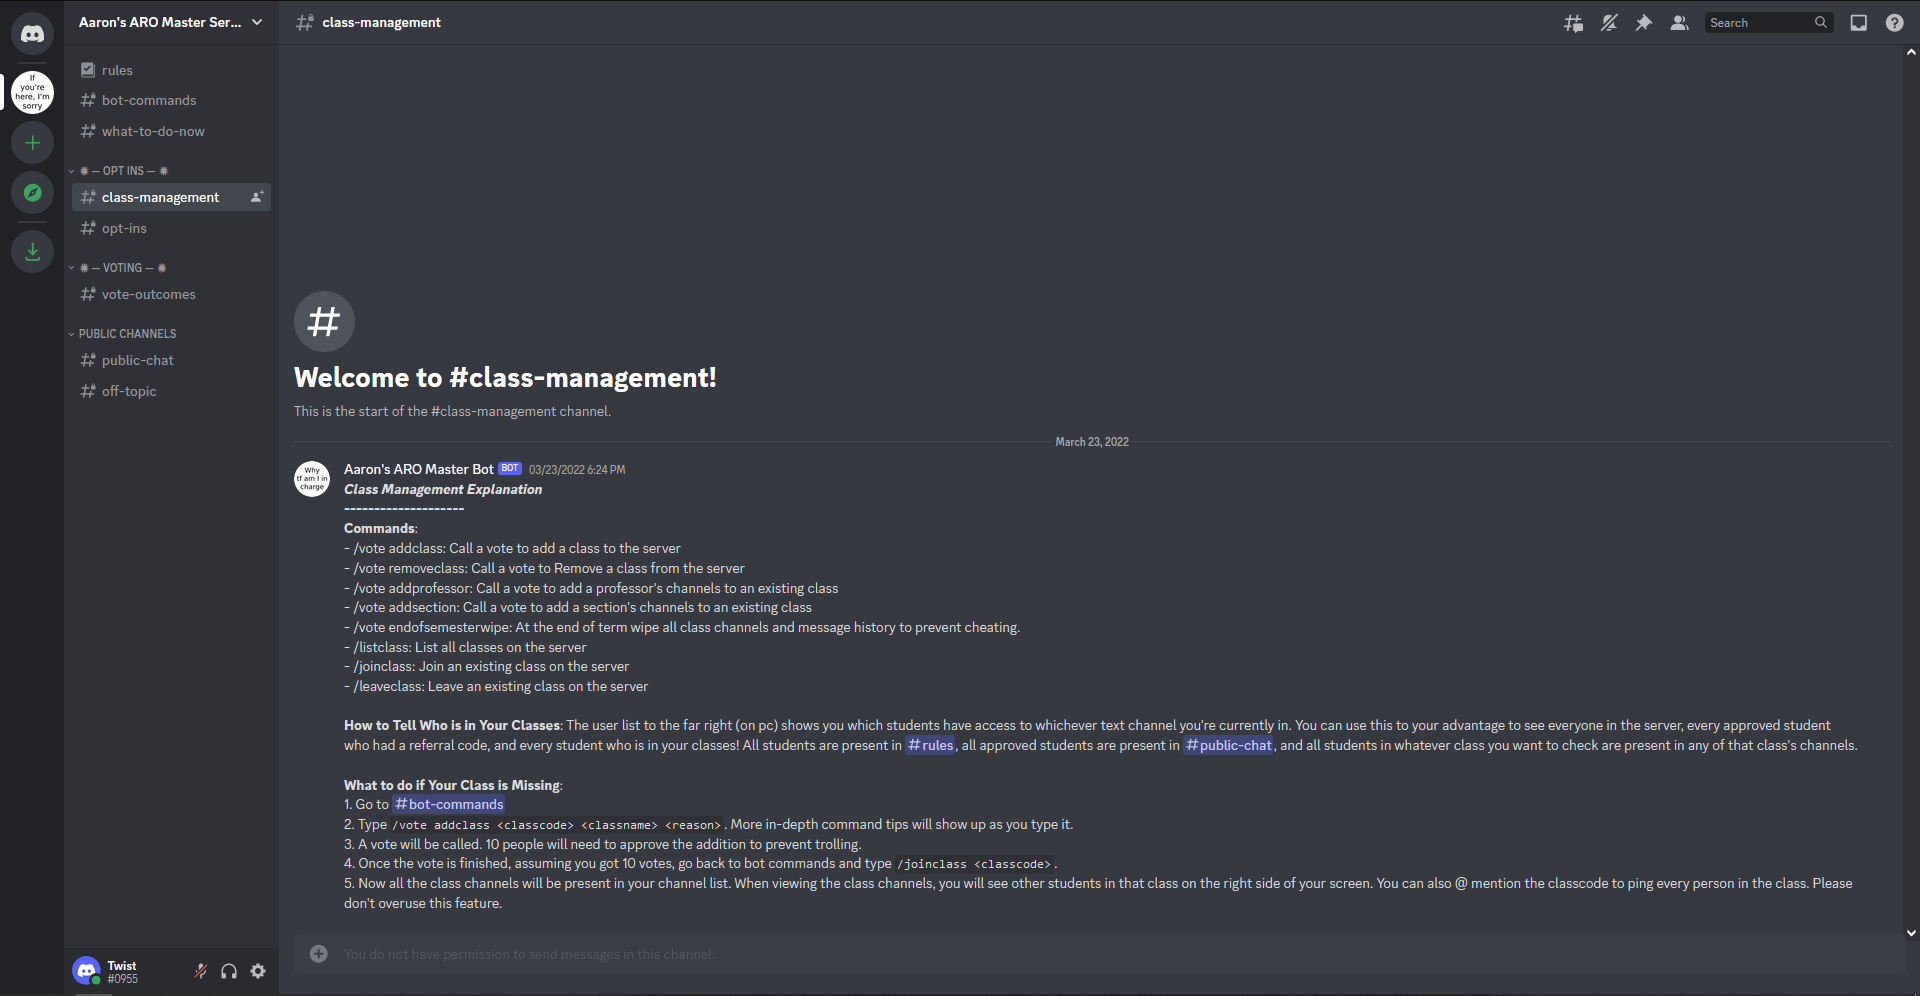 If
you're
here, I'm
sorry
Aaron's ARO Master Ser...
rules
bot-commands
what-to-do-now
✹ — OPT INS — ✹
class-management
opt-ins
✹ — VOTING — ✹
vote-outcomes
PUBLIC CHANNELS
public-chat
off-topic
Twist
#0955
class-management
Search
#
Welcome to #class-management!
This is the start of the #class-management channel.
March 23, 2022
Why
tf am I in
charge
Aaron's ARO Master Bot BOT 03/23/2022 6:24 PM
Class Management Explanation
--------------------
Commands:
- /vote addclass: Call a vote to add a class to the server
- /vote removeclass: Call a vote to Remove a class from the server
- /vote addprofessor: Call a vote to add a professor's channels to an existing class
- /vote addsection: Call a vote to add a section's channels to an existing class
- /vote endofsemesterwipe: At the end of term wipe all class channels and message history to prevent cheating.
- /listclass: List all classes on the server
- /joinclass: Join an existing class on the server
- /leaveclass: Leave an existing class on the server
How to Tell Who is in Your Classes: The user list to the far right (on pc) shows you which students have access to whichever text channel you're currently in. You can use this to your advantage to see everyone in the server, every approved student
who had a referral code, and every student who is in your classes! All students are present in #rules, all approved students are present in #public-chat, and all students in whatever class you want to check are present in any of that class's channels.
What to do if Your Class is Missing:
1. Go to #bot-commands
2. Type /vote addclass <classcode> <classname> <reason>. More in-depth command tips will show up as you type it.
3. A vote will be called. 10 people will need to approve the addition to prevent trolling.
4. Once the vote is finished, assuming you got 10 votes, go back to bot commands and type /joinclass <classcode>.
5. Now all the class channels will be present in your channel list. When viewing the class channels, you will see other students in that class on the right side of your screen. You can also @ mention the classcode to ping every person in the class. Please
don't overuse this feature.
You do not have permission to send messages in this channel.